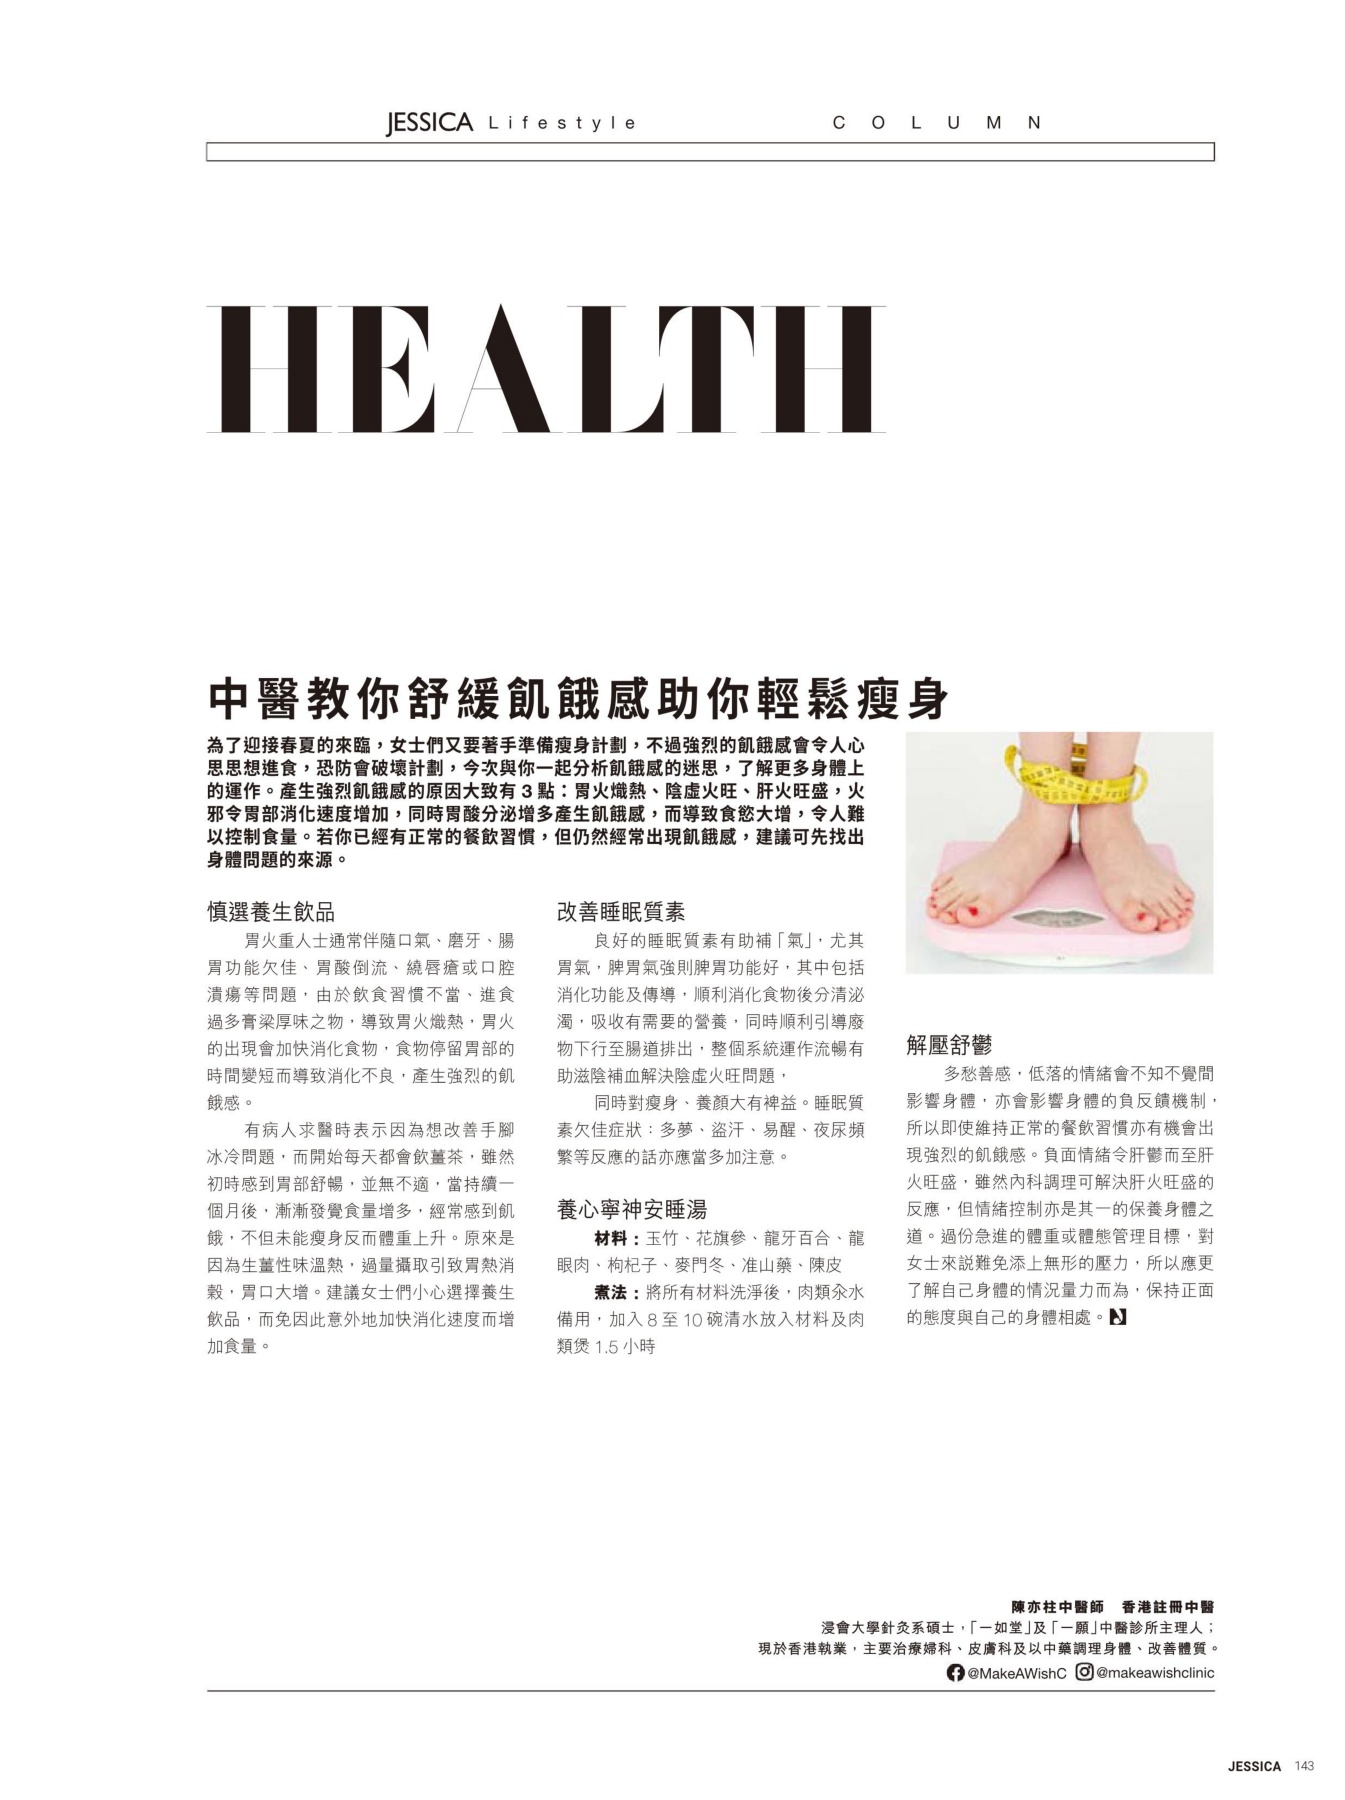 JESSICA Lifestyle
COLUMN
HEALTH
中醫教你舒緩飢餓感助你輕鬆瘦身
為了迎接春夏的來臨，女士們又要著手準備瘦身計劃，不過強烈的飢餓感會令人心
思思想進食，恐防會破壞計劃，今次與你一起分析飢餓感的迷思，了解更多身體上
的運作。產生強烈飢餓感的原因大致有 3 點：胃火熾熱、陰虛火旺、肝火旺盛，火
邪令胃部消化速度增加，同時胃酸分泌增多產生飢餓感，而導致食慾大增，令人難
以控制食量。若你已經有正常的餐飲習慣，但仍然經常出現飢餓感，建議可先找出
身體問題的來源。
慎選養生飲品
胃火重人士通常伴隨口氣、磨牙、腸
胃功能欠佳、胃酸倒流、繞唇瘡或口腔
潰瘍等問題，由於飲食習慣不當、進食
過多膏粱厚味之物，導致胃火熾熱，胃火
的出現會加快消化食物，食物停留胃部的
時間變短而導致消化不良，產生強烈的飢
餓感。
有病人求醫時表示因為想改善手腳
冰冷問題，而開始每天都會飲薑茶，雖然
初時感到胃部舒暢，並無不適，當持續一
個月後，漸漸發覺食量增多，經常感到飢
餓，不但未能瘦身反而體重上升。原來是
因為生薑性味溫熱，過量攝取引致胃熱消
穀，胃口大增。建議女士們小心選擇養生
飲品，而免因此意外地加快消化速度而增
加食量。
改善睡眠質素
良好的睡眠質素有助補「氣」，尤其
胃氣，脾胃氣強則脾胃功能好，其中包括
消化功能及傳導，順利消化食物後分清泌
濁，吸收有需要的營養，同時順利引導廢
物下行至腸道排出，整個系統運作流暢有
助滋陰補血解決陰虛火旺問題，
同時對瘦身、養顏大有裨益。睡眠質
素欠佳症狀：多夢、盜汗、易醒、夜尿頻
繁等反應的話亦應當多加注意。
養心寧神安睡湯
材料：玉竹、花旗參、龍牙百合、龍
眼肉、枸杞子、麥門冬、准山藥、陳皮
煮法：將所有材料洗淨後，肉類汆水
備用，加入 8 至 10 碗清水放入材料及肉
類煲 1.5 小時
解壓舒鬱
多愁善感，低落的情緒會不知不覺間
影響身體，亦會影響身體的負反饋機制，
所以即使維持正常的餐飲習慣亦有機會出
現強烈的飢餓感。負面情緒令肝鬱而至肝
火旺盛，雖然內科調理可解決肝火旺盛的
反應，但情緒控制亦是其一的保養身體之
道。過份急進的體重或體態管理目標，對
女士來說難免添上無形的壓力，所以應更
了解自己身體的情況量力而為，保持正面
的態度與自己的身體相處。
陳亦柱中醫師　香港註冊中醫
浸會大學針灸系碩士，「一如堂」及「一願」中醫診所主理人；
現於香港執業，主要治療婦科、皮膚科及以中藥調理身體、改善體質。
@MakeAWishC @makeawishclinic
JESSICA 143